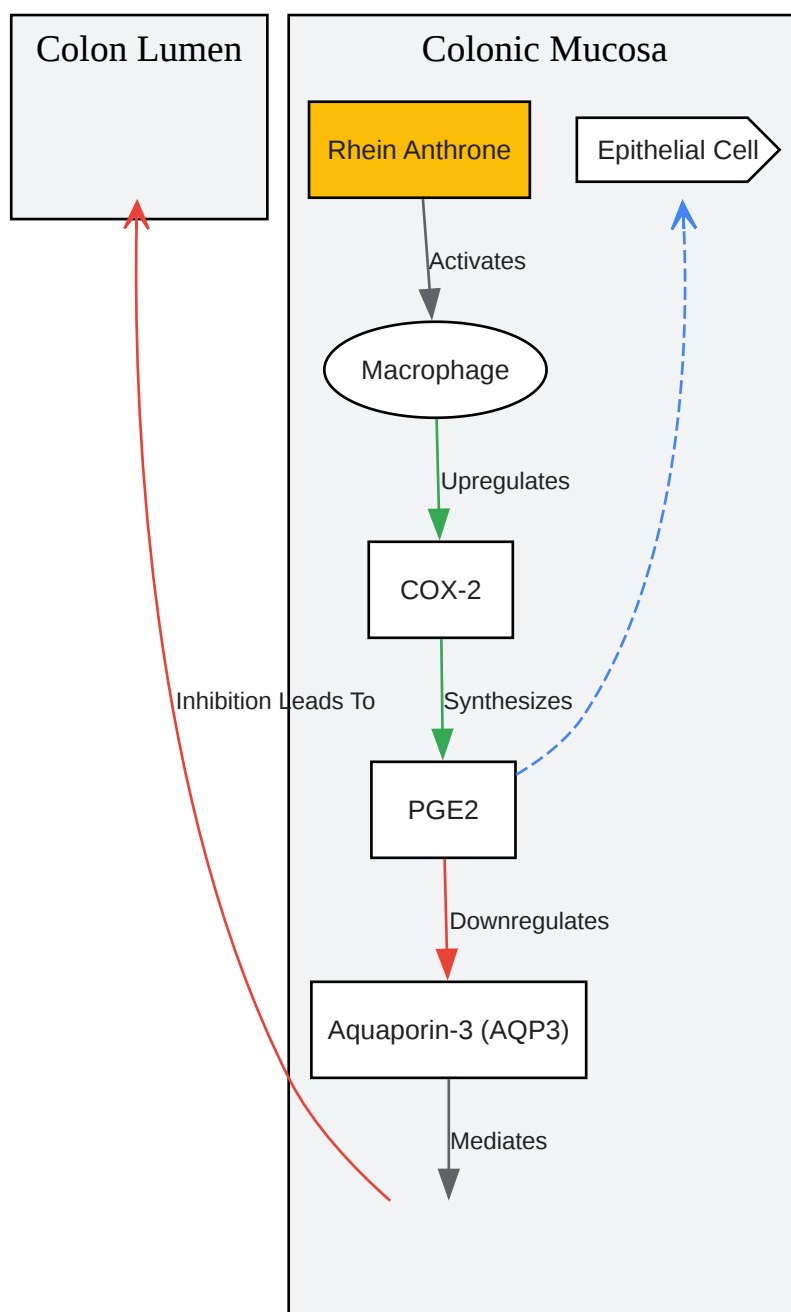 Colon Lumen
Colonic Mucosa
Rhein Anthrone
Epithelial Cell
Activates
Macrophage
Upregulates
COX-2
Inhibition Leads To
Synthesizes
PGE2
Downregulates
Aquaporin-3 (AQP3)
Mediates